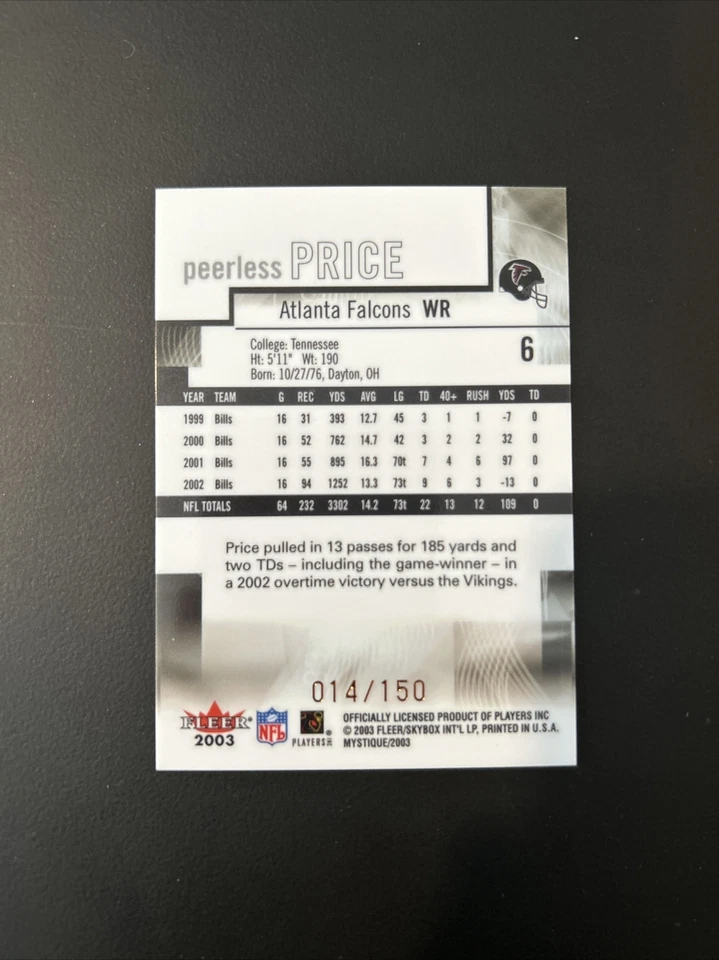 peerless PRICE
Atlanta Falcons WR
College: Tennessee
6
Ht: 5'11" Wt: 190
Born: 10/27/76, Dayton, OH
YEAR TEAM G REC YDS AVG LG TD 40+ RUSH YDS TD
1999 Bills 16 31 393 12.7 45 3 1 1 -7 0
2000 Bills 16 52 762 14.7 42 3 2 2 32 0
2001 Bills 16 55 895 16.3 70t 7 4 6 97 0
2002 Bills 16 94 1252 13.3 73t 9 6 3 -13 0
NFL TOTALS 64 232 3302 14.2 73t 22 13 12 109 0
Price pulled in 13 passes for 185 yards and
two TDs – including the game-winner – in
a 2002 overtime victory versus the Vikings.
014/150
FLEER®
2003
NFL
PLAYERS INC
®
OFFICIALLY LICENSED PRODUCT OF PLAYERS INC
© 2003 FLEER/SKYBOX INT'L LP, PRINTED IN U.S.A.
MYSTIQUE/2003